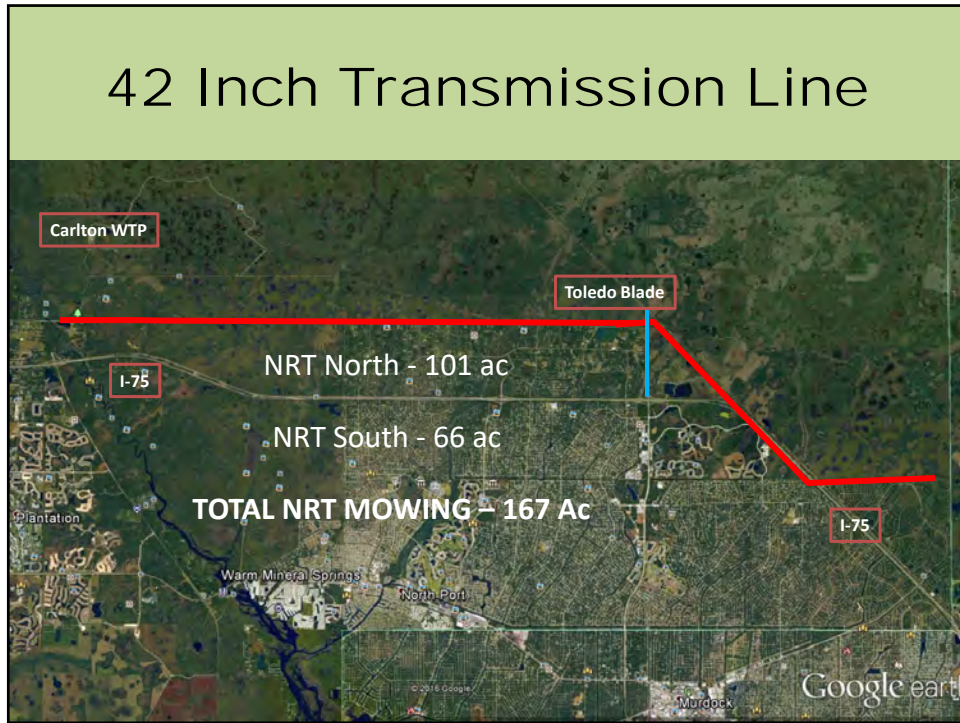 42 Inch Transmission Line
Carlton WTP
Toledo Blade
NRT North - 101 ac
I-75
NRT South - 66 ac
TOTAL NRT MOWING – 167 Ac
Plantation
I-75
Warm Mineral Springs
North Port
© 2016 Google
Murdock
Google eart